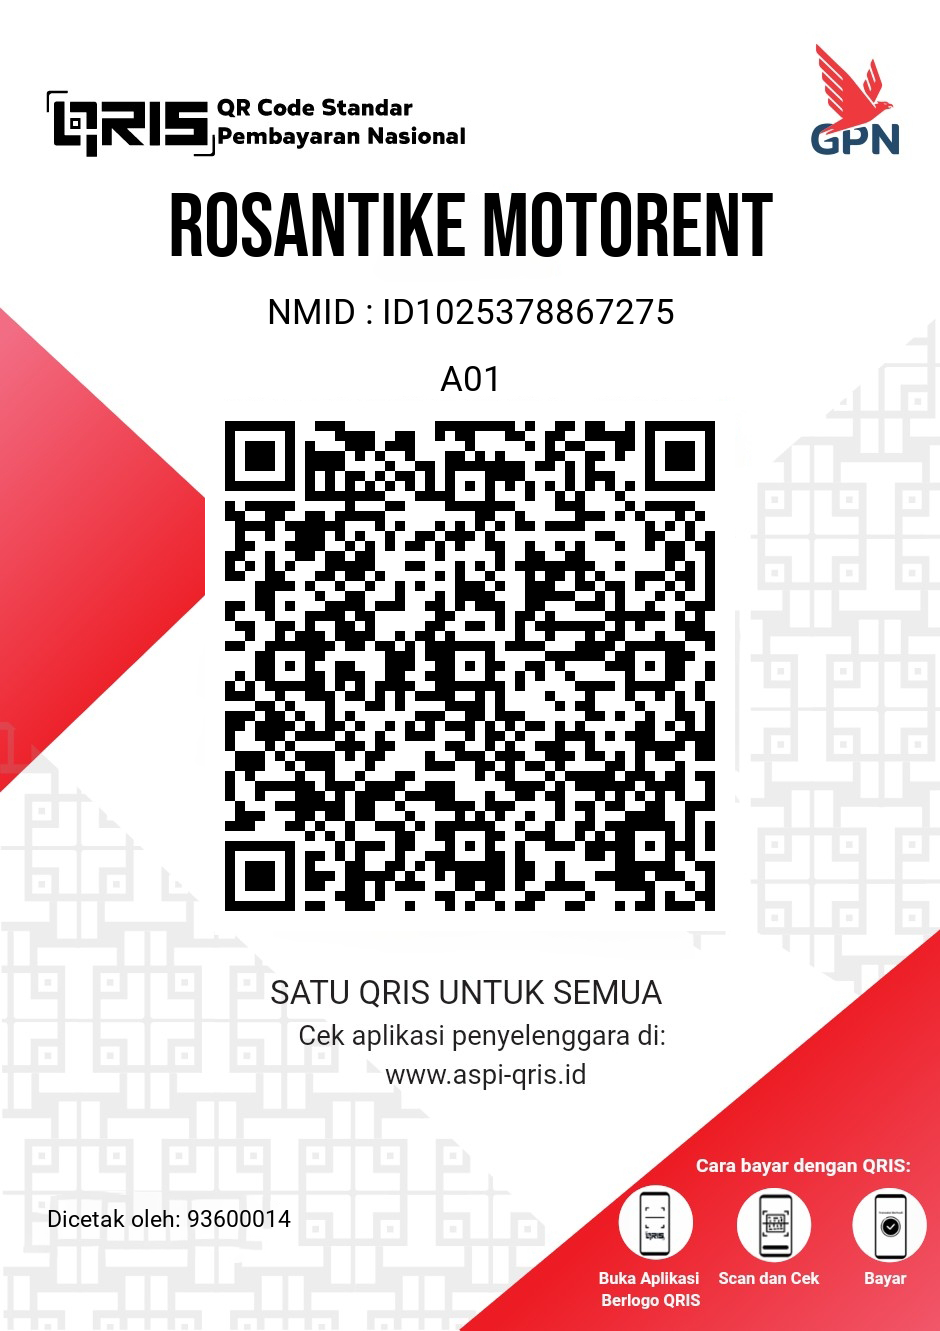 QRIS
QR Code Standar
Pembayaran Nasional
GPN
ROSANTIKE MOTORENT
NMID : ID1025378867275
A01
SATU QRIS UNTUK SEMUA
Cek aplikasi penyelenggara di:
www.aspi-qris.id
Dicetak oleh: 93600014
Cara bayar dengan QRIS:
QRIS
Buka Aplikasi
Berlogo QRIS
Scan dan Cek
Bayar